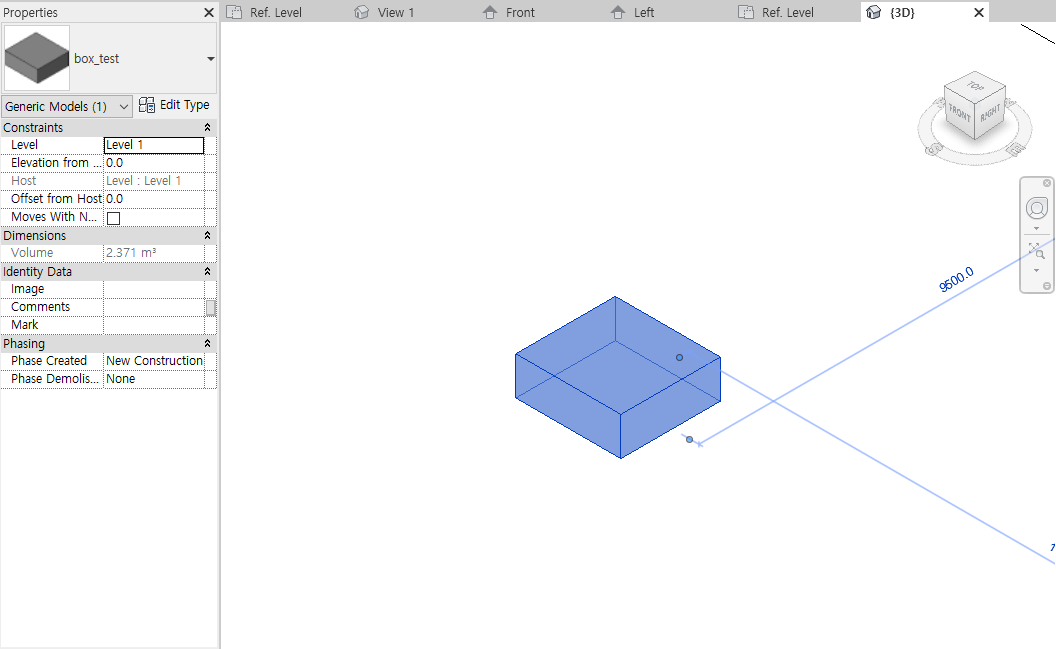 Properties
Ref. Level
View 1
Front
Left
Ref. Level
{3D}
box_test
Generic Models (1)
Edit Type
Constraints
Level
Level 1
Elevation from ...
0.0
Host
Level : Level 1
Offset from Host
0.0
Moves With N...
Dimensions
Volume
2.371 m³
Identity Data
Image
Comments
Mark
Phasing
Phase Created
New Construction
Phase Demolis...
None
TOP
FRONT
RIGHT
9500.0